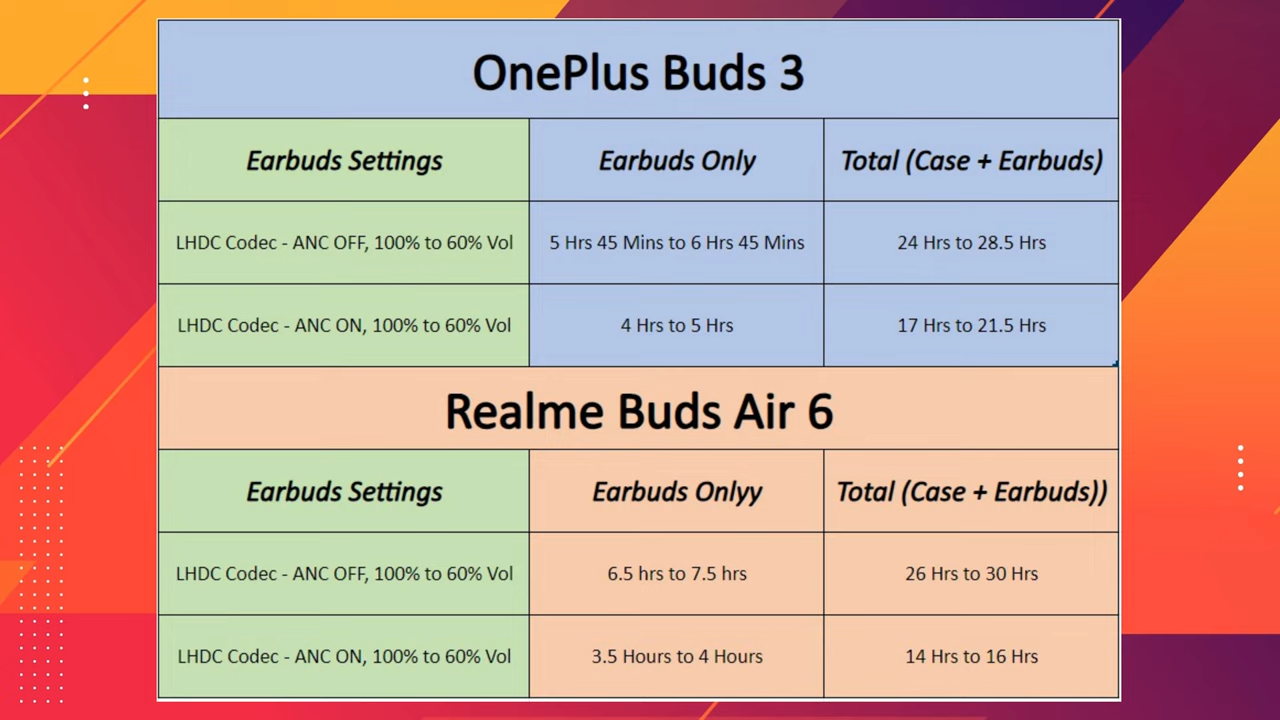 OnePlus Buds 3
Earbuds Settings Earbuds Only Total (Case + Earbuds)
LHDC Codec - ANC OFF, 100% to 60% Vol 5 Hrs 45 Mins to 6 Hrs 45 Mins 24 Hrs to 28.5 Hrs
LHDC Codec - ANC ON, 100% to 60% Vol 4 Hrs to 5 Hrs 17 Hrs to 21.5 Hrs
Realme Buds Air 6
Earbuds Settings Earbuds Onlyy Total (Case + Earbuds))
LHDC Codec - ANC OFF, 100% to 60% Vol 6.5 hrs to 7.5 hrs 26 Hrs to 30 Hrs
LHDC Codec - ANC ON, 100% to 60% Vol 3.5 Hours to 4 Hours 14 Hrs to 16 Hrs